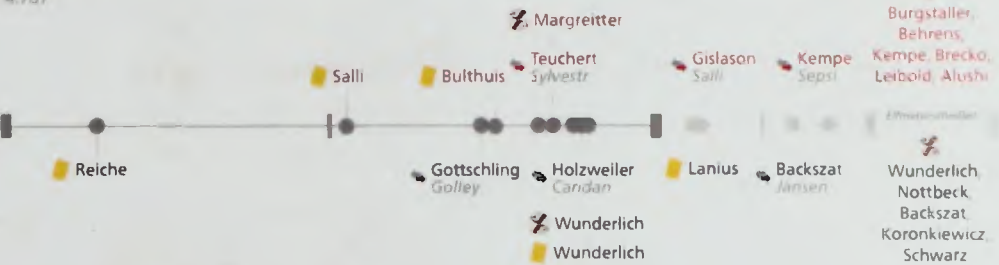 Margreitter
Burgstaller,
Behrens,
Kempe, Brecko,
Leibold, Alushi
Teuchert
Sylvestr
Gislason
Salli
Kempe
Sepsi
Salli
Bulthuis
Reiche
Gottschling
Golley
Holzweiler
Caridan
Lanius
Backszat
Jansen
Wunderlich,
Nottbeck,
Backszat,
Koronkiewicz,
Schwarz
Wunderlich
Wunderlich